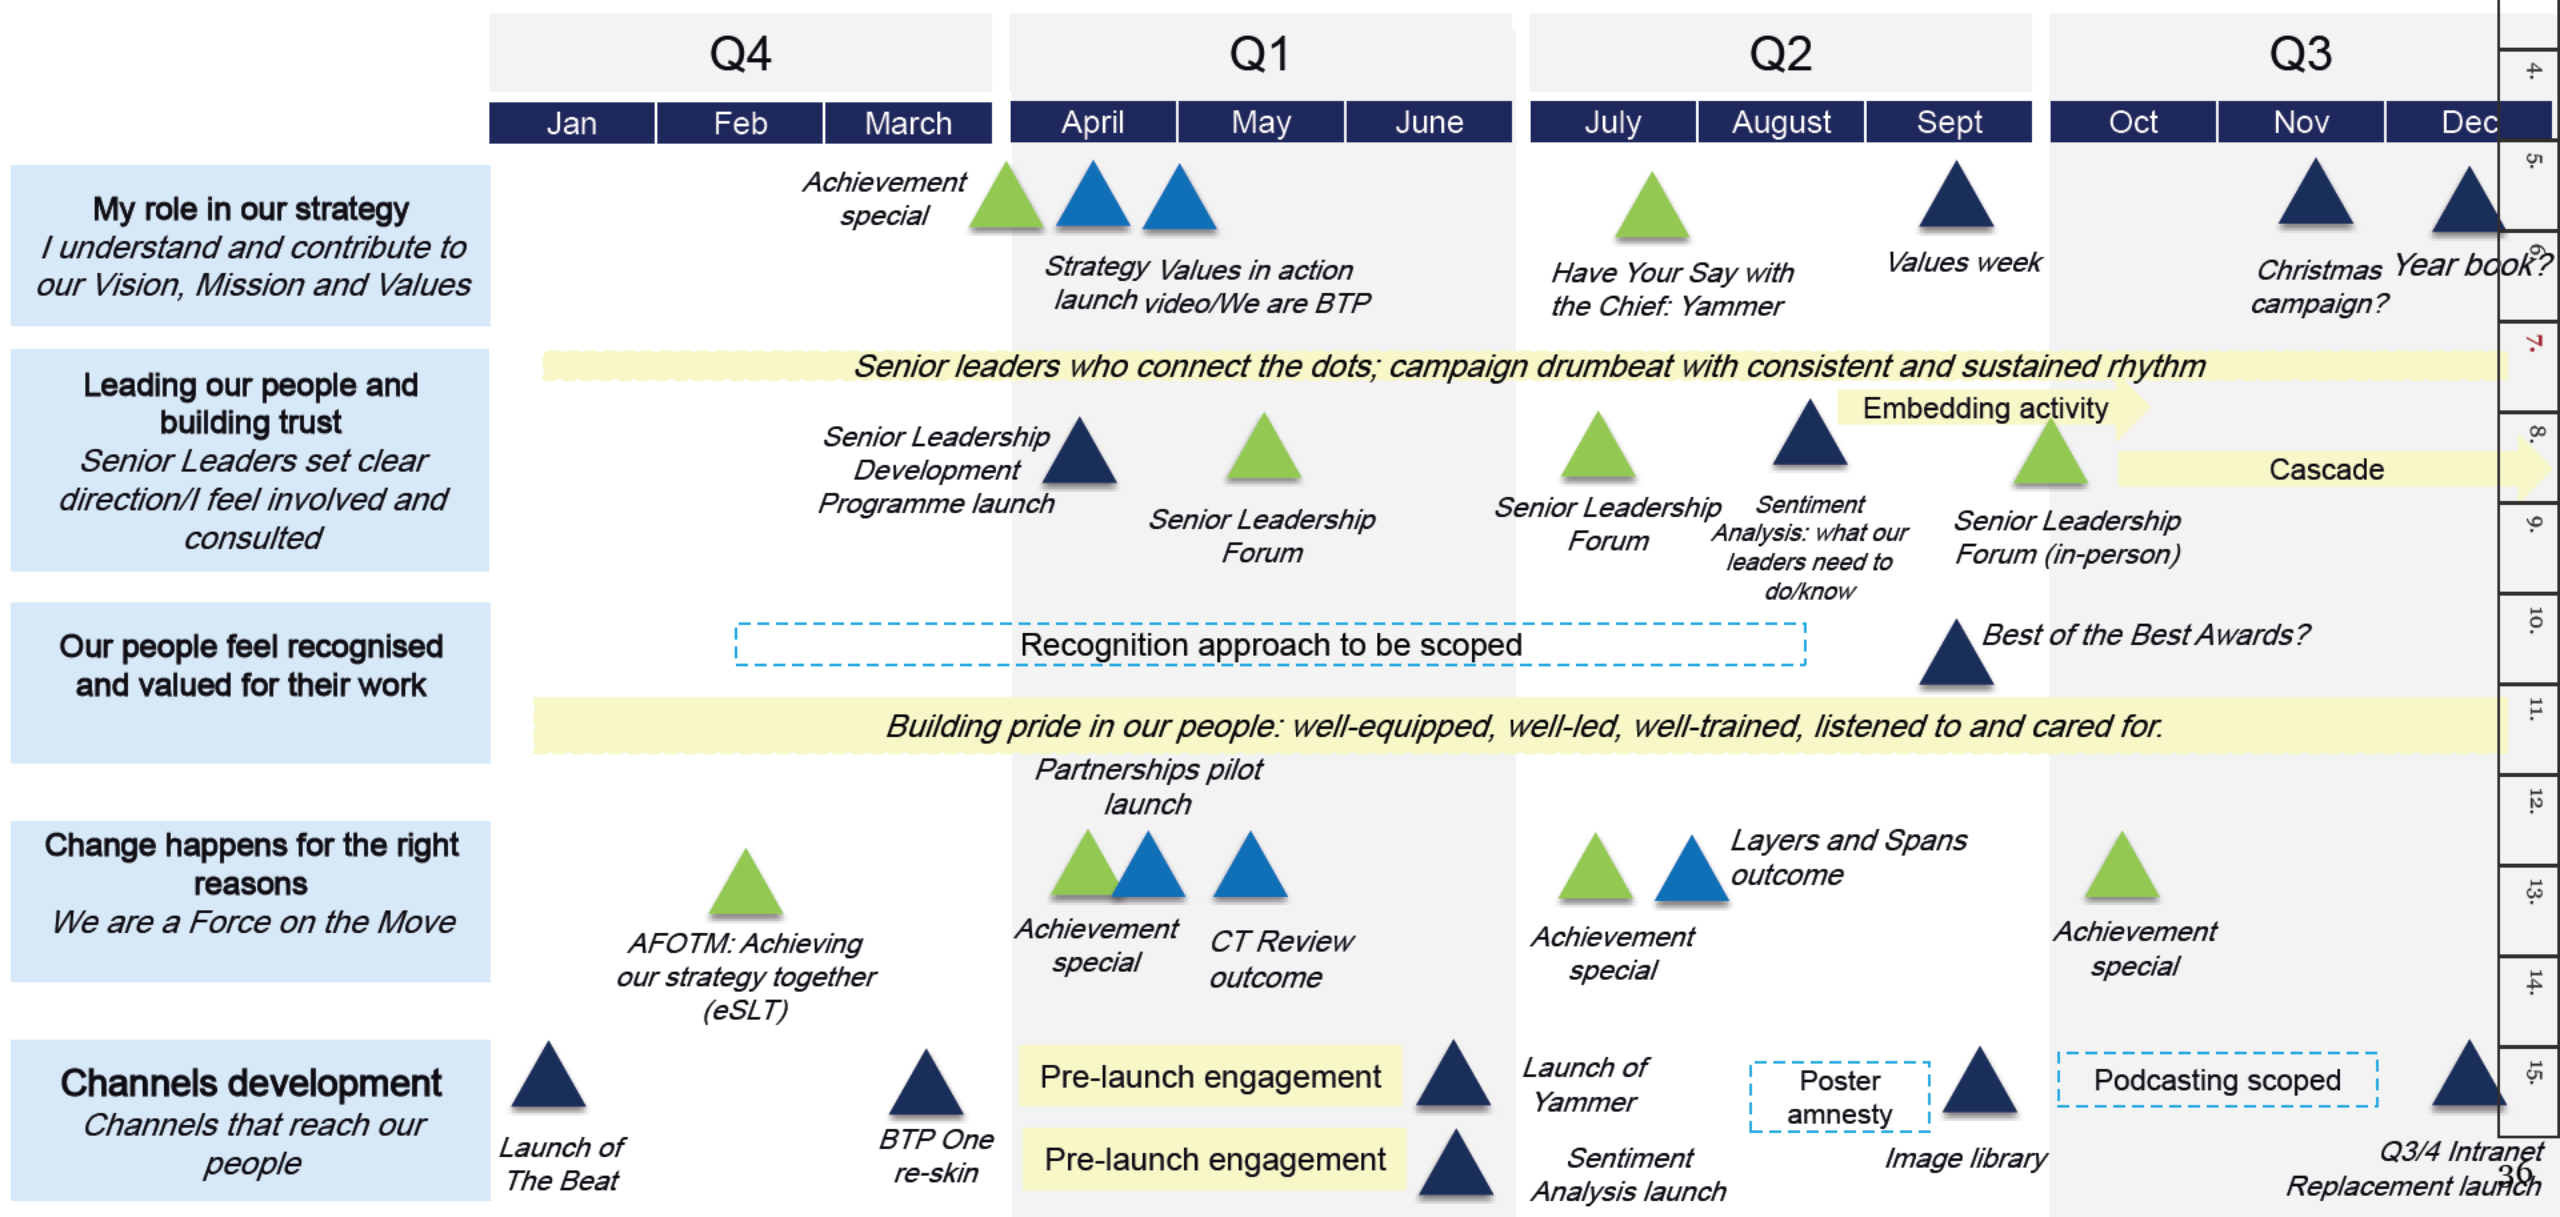 Q4
Q1
Q2
Q3
Jan
Feb
March
April
May
June
July
August
Sept
Oct
Nov
Dec
My role in our strategy
I understand and contribute to
our Vision, Mission and Values
Achievement
special
Strategy
launch
Values in action
video/We are BTP
Have Your Say with
the Chief: Yammer
Values week
Christmas
campaign?
Year book?
Leading our people and
building trust
Senior Leaders set clear
direction/I feel involved and
consulted
Senior leaders who connect the dots; campaign drumbeat with consistent and sustained rhythm
Embedding activity
Cascade
Senior Leadership
Development
Programme launch
Senior Leadership
Forum
Senior Leadership
Forum
Sentiment
Analysis: what our
leaders need to
do/know
Senior Leadership
Forum (in-person)
Our people feel recognised
and valued for their work
Recognition approach to be scoped
Best of the Best Awards?
Building pride in our people: well-equipped, well-led, well-trained, listened to and cared for.
Change happens for the right
reasons
We are a Force on the Move
AFOTM: Achieving
our strategy together
(eSLT)
Partnerships pilot
launch
Achievement
special
CT Review
outcome
Achievement
special
Layers and Spans
outcome
Achievement
special
Channels development
Channels that reach our
people
Launch of
The Beat
BTP One
re-skin
Pre-launch engagement
Pre-launch engagement
Launch of
Yammer
Sentiment
Analysis launch
Poster
amnesty
Image library
Podcasting scoped
Q3/4 Intranet
Replacement launch
4.
5.
6.
7.
8.
9.
10.
11.
12.
13.
14.
15.
36